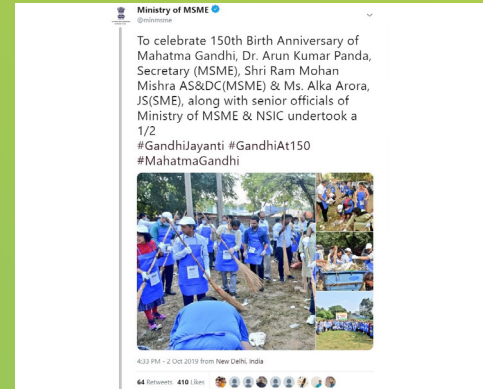 Ministry of MSME
@minmsme
To celebrate 150th Birth Anniversary of
Mahatma Gandhi, Dr. Arun Kumar Panda,
Secretary (MSME), Shri Ram Mohan
Mishra AS&DC(MSME) & Ms. Alka Arora,
JS(SME), along with senior officials of
Ministry of MSME & NSIC undertook a
1/2
#GandhiJayanti #GandhiAt150
#MahatmaGandhi
4:33 PM - 2 Oct 2019 from New Delhi, India
64 Retweets 410 Likes